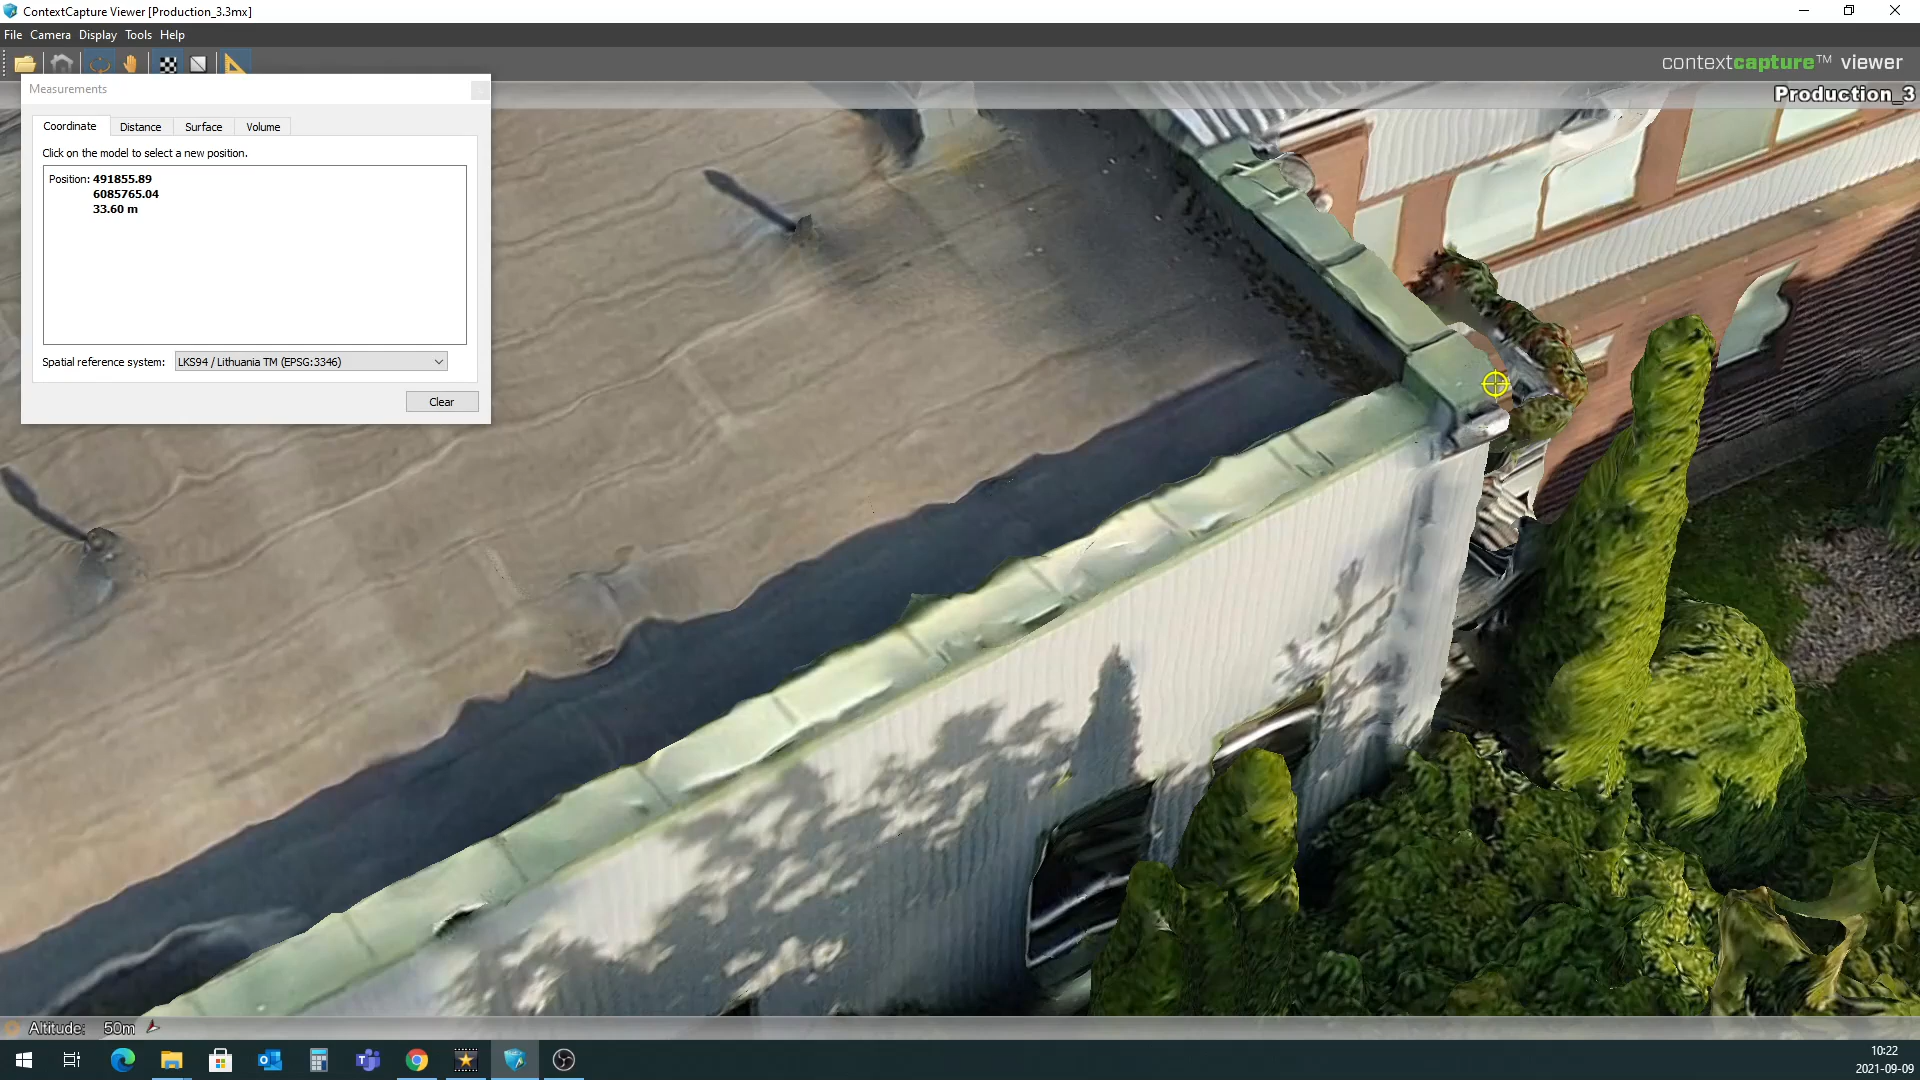 ContextCapture Viewer [Production_3.3mx]
File Camera Display Tools Help
contextcapture™ viewer
Production_3
Measurements
Coordinate Distance Surface Volume
Click on the model to select a new position.
Position: 491855.89
6085765.04
33.60 m
Spatial reference system: LKS94 / Lithuania TM (EPSG:3346)
Clear
Altitude: 50m
10:22
2021-09-09